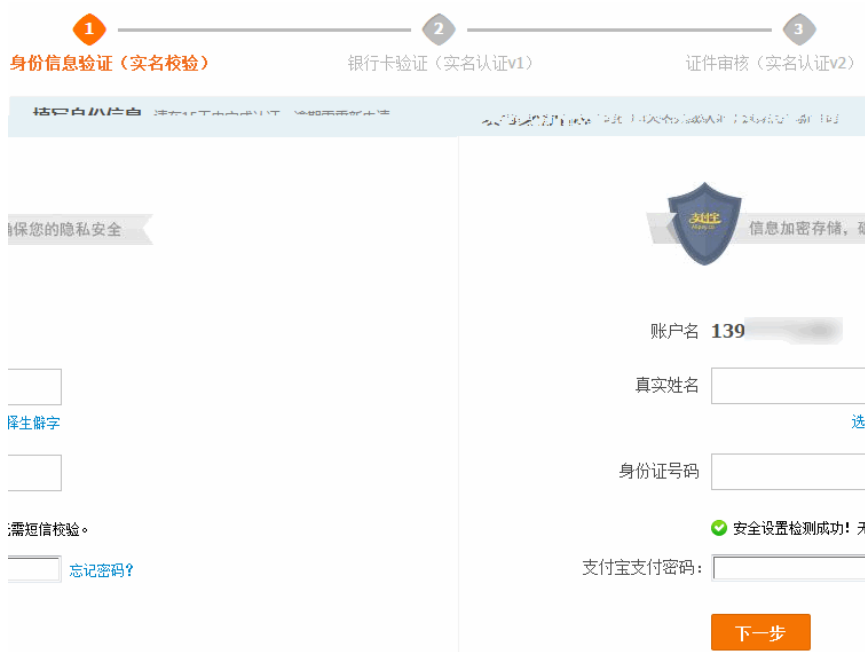 1
2
3
身份信息验证（实名校验）
银行卡验证（实名认证v1）
证件审核（实名认证v2）
保您的隐私安全
支付宝
信息加密存储，
账户名 139
真实姓名
择生僻字
选
身份证号码
需短信校验。
安全设置检测成功！无
忘记密码？
支付宝支付密码：
下一步